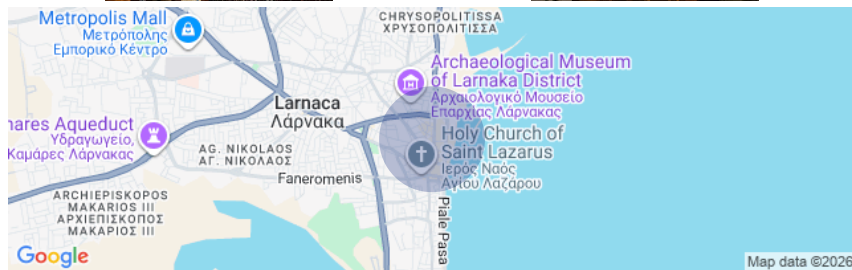 Metropolis Mall
Μετρόπολης
Εμπορικό Κέντρο
CHRYSOPOLITISSA
ΧΡΥΣΟΠΟΛΙΤΙΣΣΑ
Archaeological Museum
of Larnaka District
Αρχαιολογικό Μουσείο
Επαρχίας Λάρνακας
Larnaca
Λάρνακα
nares Aqueduct
Υδραγωγείο,
Καμάρες Λάρνακας
AG. NIKOLAOS
ΑΓ. ΝΙΚΟΛΑΟΣ
Holy Church of
Saint Lazarus
Ιερός Ναός
Αγίου Λαζάρου
Faneromenis
ARCHIEPISKOPOS
MAKARIOS III
ΑΡΧΙΕΠΙΣΚΟΠΟΣ
ΜΑΚΑΡΙΟΣ ΙΙΙ
Piale Pasa
Google
Map data ©2026